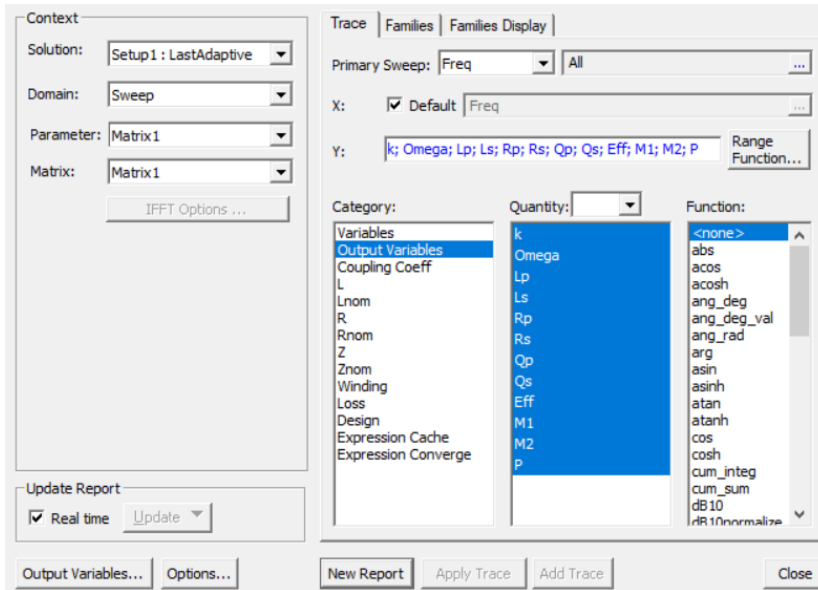 Context
Solution: Setup1 : LastAdaptive
Domain: Sweep
Parameter: Matrix1
Matrix: Matrix1
IFFT Options ...
Update Report
Real time Update
Output Variables... Options...
Trace Families Families Display
Primary Sweep: Freq All ...
X: Default Freq ...
Y: k; Omega; Lp; Ls; Rp; Rs; Qp; Qs; Eff; M1; M2; P Range Function...
Category:
Variables
Output Variables
Coupling Coeff
L
Lnom
R
Rnom
Z
Znom
Winding
Loss
Design
Expression Cache
Expression Converge
Quantity:
k
Omega
Lp
Ls
Rp
Rs
Qp
Qs
Eff
M1
M2
P
Function:
<none>
abs
acos
acosh
ang_deg
ang_deg_val
ang_rad
arg
asin
asinh
atan
atanh
cos
cosh
cum_integ
cum_sum
dB10
dB10normalize
New Report Apply Trace Add Trace Close